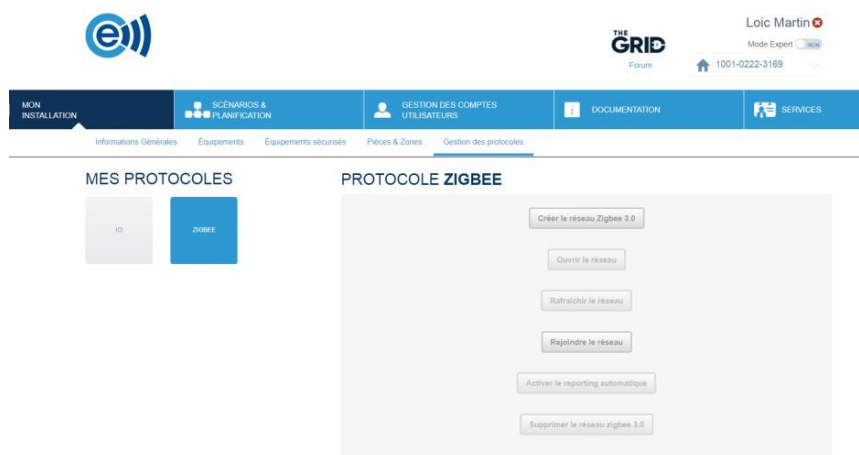 e
Loic Martin
THE
GRID
Forum
Mode Expert
NON
1001-0222-3169
MON
INSTALLATION
SCÉNARIOS &
PLANIFICATION
GESTION DES COMPTES
UTILISATEURS
i
DOCUMENTATION
SERVICES
Informations Générales
Équipements
Équipements sécurisés
Pièces & Zones
Gestion des protocoles
MES PROTOCOLES
IO
ZIGBEE
PROTOCOLE ZIGBEE
Créer le réseau Zigbee 3.0
Ouvrir le réseau
Rafraîchir le réseau
Rejoindre le réseau
Activer le reporting automatique
Supprimer le réseau zigbee 3.0